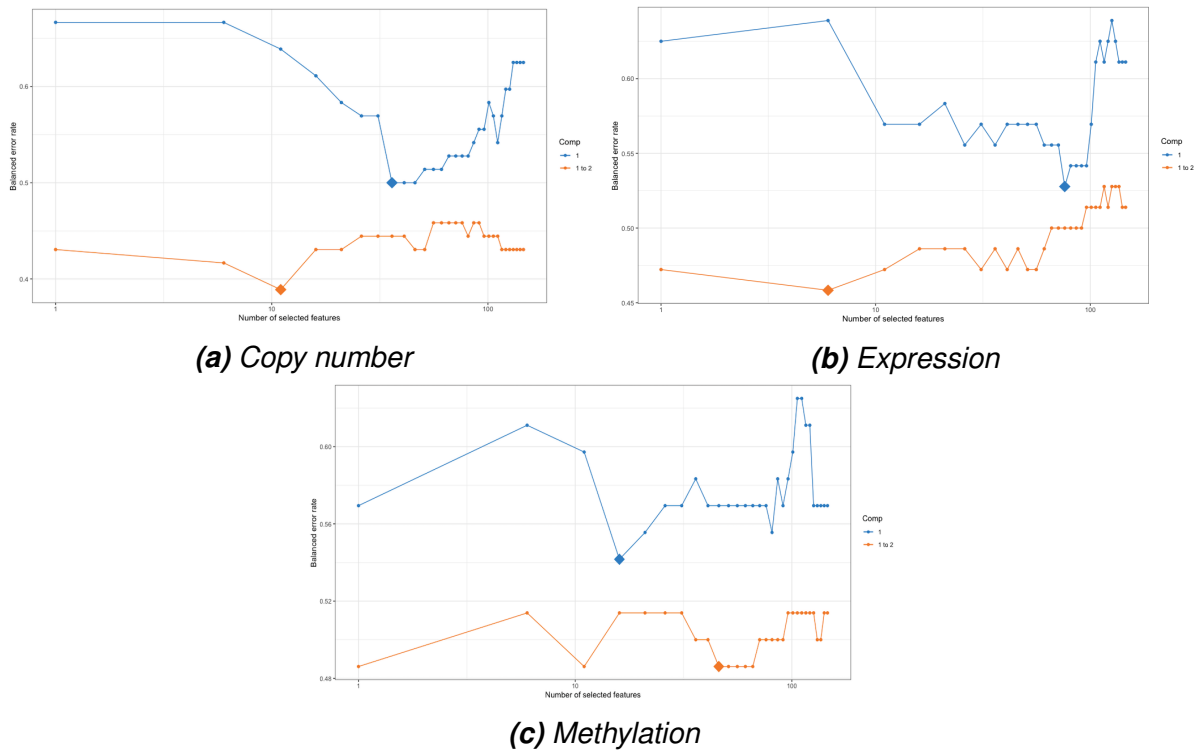 0.6
0.5
0.4
Balanced error rate
1
10
100
Number of selected features
Comp
1
1 to 2
(a) Copy number
0.60
0.55
0.50
0.45
Balanced error rate
1
10
100
Number of selected features
Comp
1
1 to 2
(b) Expression
0.60
0.56
0.52
0.48
Balanced error rate
1
10
100
Number of selected features
Comp
1
1 to 2
(c) Methylation